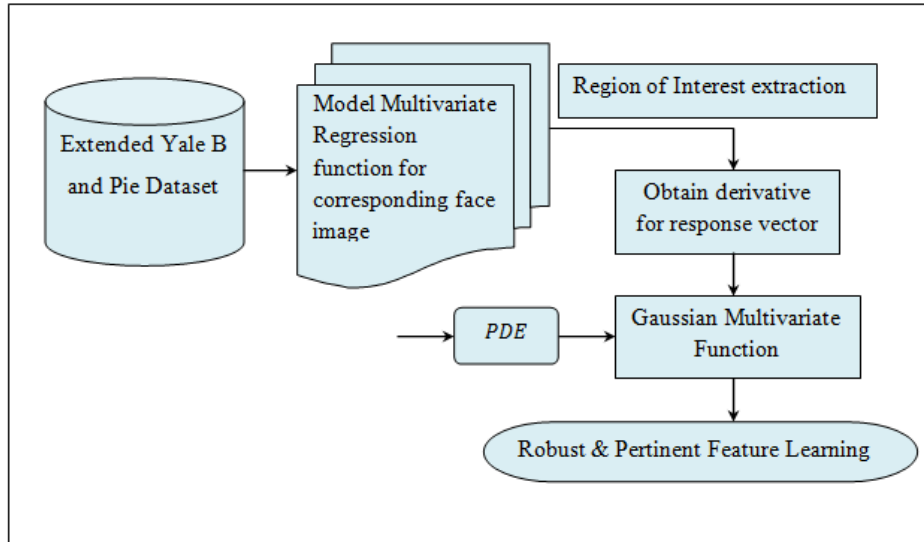 Extended Yale B
and Pie Dataset
Model Multivariate
Regression
function for
corresponding face
image
Region of Interest extraction
Obtain derivative
for response vector
PDE
Gaussian Multivariate
Function
Robust & Pertinent Feature Learning